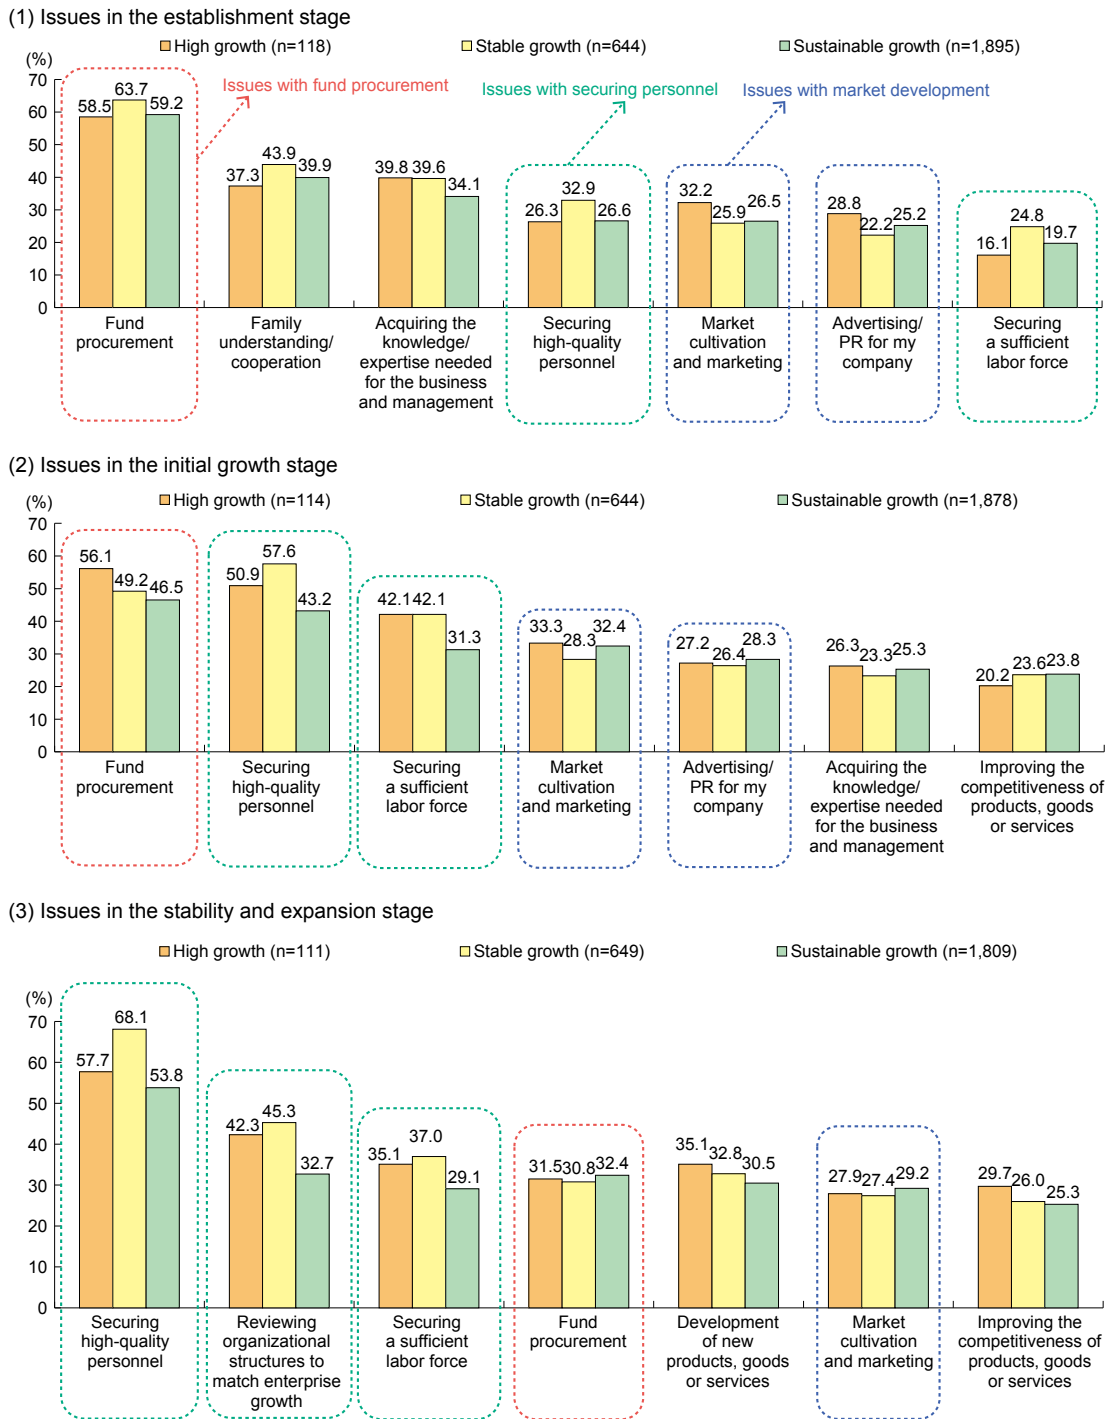 (1) Issues in the establishment stage
High growth (n=118) Stable growth (n=644) Sustainable growth (n=1,895)
(%)
70
60
50
40
30
20
10
0
Issues with fund procurement
Issues with securing personnel
Issues with market development
58.5 63.7 59.2
37.3 43.9 39.9
39.8 39.6 34.1
26.3 32.9 26.6
32.2 25.9 26.5
28.8 22.2 25.2
16.1 24.8 19.7
Fund
procurement
Family
understanding/
cooperation
Acquiring the
knowledge/
expertise needed
for the business
and management
Securing
high-quality
personnel
Market
cultivation
and marketing
Advertising/
PR for my
company
Securing
a sufficient
labor force
(2) Issues in the initial growth stage
High growth (n=114) Stable growth (n=644) Sustainable growth (n=1,878)
(%)
70
60
50
40
30
20
10
0
56.1 49.2 46.5
50.9 57.6 43.2
42.1 42.1 31.3
33.3 28.3 32.4
27.2 26.4 28.3
26.3 23.3 25.3
20.2 23.6 23.8
Fund
procurement
Securing
high-quality
personnel
Securing
a sufficient
labor force
Market
cultivation
and marketing
Advertising/
PR for my
company
Acquiring the
knowledge/
expertise needed
for the business
and management
Improving the
competitiveness of
products, goods
or services
(3) Issues in the stability and expansion stage
High growth (n=111) Stable growth (n=649) Sustainable growth (n=1,809)
(%)
70
60
50
40
30
20
10
0
57.7 68.1 53.8
42.3 45.3 32.7
35.1 37.0 29.1
31.5 30.8 32.4
35.1 32.8 30.5
27.9 27.4 29.2
29.7 26.0 25.3
Securing
high-quality
personnel
Reviewing
organizational
structures to
match enterprise
growth
Securing
a sufficient
labor force
Fund
procurement
Development
of new
products, goods
or services
Market
cultivation
and marketing
Improving the
competitiveness of
products, goods
or services